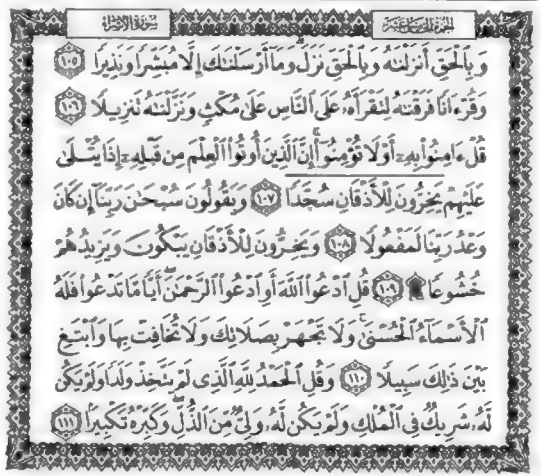 الجزء الخامس عشر سورة الإسراء
وَبِٱلْحَقِّ أَنزَلْنَٰهُ وَبِٱلْحَقِّ نَزَلَ ۗ وَمَآ أَرْسَلْنَٰكَ إِلَّا مُبَشِّرًا وَنَذِيرًا ١٠٥
وَقُرْءَانًا فَرَقْنَٰهُ لِتَقْرَأَهُۥ عَلَى ٱلنَّاسِ عَلَىٰ مُكْثٍ وَنَزَّلْنَٰهُ تَنزِيلًا ١٠٦
قُلْ ءَامِنُوا۟ بِهِۦٓ أَوْ لَا تُؤْمِنُوٓا۟ ۚ إِنَّ ٱلَّذِينَ أُوتُوا۟ ٱلْعِلْمَ مِن قَبْلِهِۦٓ إِذَا يُتْلَىٰ
عَلَيْهِمْ يَخِرُّونَ لِلْأَذْقَانِ سُجَّدًا ١٠٧ وَيَقُولُونَ سُبْحَٰنَ رَبِّنَآ إِن كَانَ
وَعْدُ رَبِّنَا لَمَفْعُولًا ١٠٨ وَيَخِرُّونَ لِلْأَذْقَانِ يَبْكُونَ وَيَزِيدُهُمْ
خُشُوعًا ١٠٩ قُلِ ٱدْعُوا۟ ٱللَّهَ أَوِ ٱدْعُوا۟ ٱلرَّحْمَٰنَ ۖ أَيًّا مَّا تَدْعُوا۟ فَلَهُ
ٱلْأَسْمَآءُ ٱلْحُسْنَىٰ ۚ وَلَا تَجْهَرْ بِصَلَاتِكَ وَلَا تُخَافِتْ بِهَا وَٱبْتَغِ
بَيْنَ ذَٰلِكَ سَبِيلًا ١١٠ وَقُلِ ٱلْحَمْدُ لِلَّهِ ٱلَّذِى لَمْ يَتَّخِذْ وَلَدًا وَلَمْ يَكُن
لَّهُۥ شَرِيكٌ فِى ٱلْمُلْكِ وَلَمْ يَكُن لَّهُۥ وَلِىٌّ مِّنَ ٱلذُّلِّ ۖ وَكَبِّرْهُ تَكْبِيرًۢا ١١١